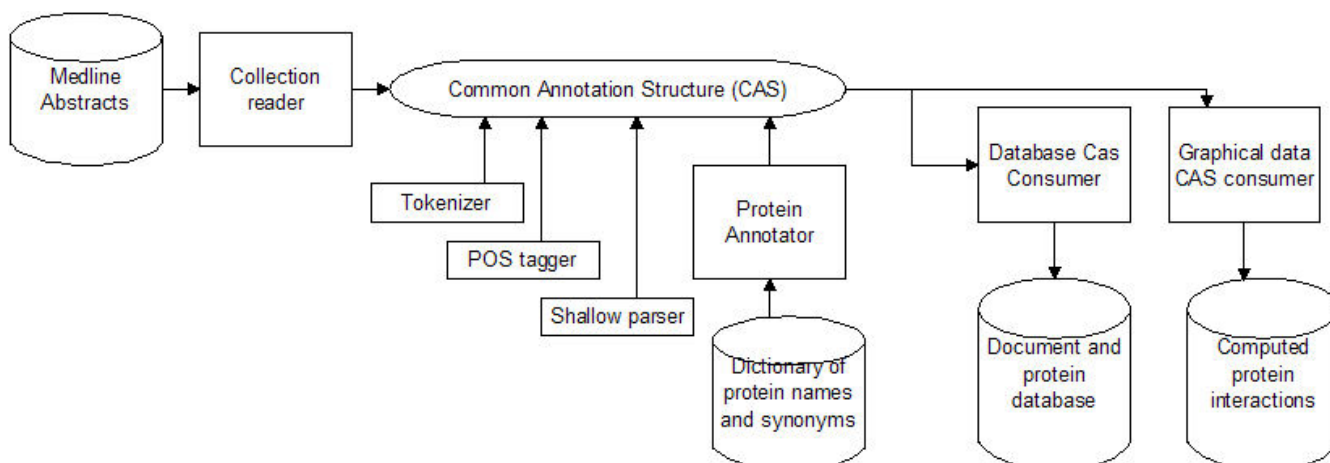 Medline
Abstracts
Collection
reader
Common Annotation Structure (CAS)
Tokenizer
POS tagger
Shallow parser
Protein
Annotator
Dictionary of
protein names
and synonyms
Database Cas
Consumer
Graphical data
CAS consumer
Document and
protein
database
Computed
protein
interactions